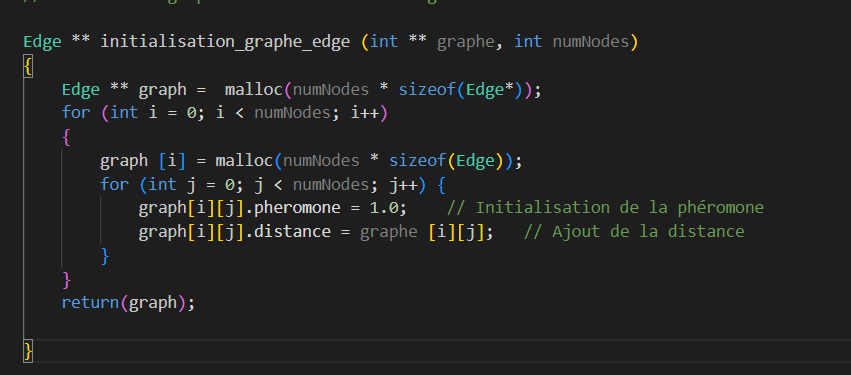 Edge ** initialisation_graphe_edge (int ** graphe, int numNodes)
{
    Edge ** graph =  malloc(numNodes * sizeof(Edge*));
    for (int i = 0; i < numNodes; i++)
    {
        graph [i] = malloc(numNodes * sizeof(Edge));
        for (int j = 0; j < numNodes; j++) {
            graph[i][j].pheromone = 1.0;    // Initialisation de la phéromone
            graph[i][j].distance = graphe [i][j];   // Ajout de la distance
        }
    }
    return(graph);
}